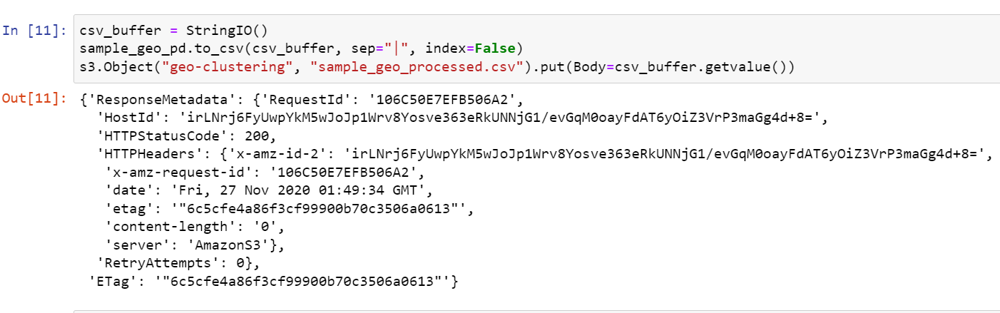 In [11]: csv_buffer = StringIO()
sample_geo_pd.to_csv(csv_buffer, sep="|", index=False)
s3.Object("geo-clustering", "sample_geo_processed.csv").put(Body=csv_buffer.getvalue())
Out[11]: {'ResponseMetadata': {'RequestId': '106C50E7EFB506A2',
'HostId': 'irLNrj6FyUwpYkM5wJoJp1Wrv8Yosve363eRkUNNjG1/evGqM0oayFdAT6yOiZ3VrP3maGg4d+8=',
'HTTPStatusCode': 200,
'HTTPHeaders': {'x-amz-id-2': 'irLNrj6FyUwpYkM5wJoJp1Wrv8Yosve363eRkUNNjG1/evGqM0oayFdAT6yOiZ3VrP3maGg4d+8=',
'x-amz-request-id': '106C50E7EFB506A2',
'date': 'Fri, 27 Nov 2020 01:49:34 GMT',
'etag': '"6c5cfe4a86f3cf99900b70c3506a0613"',
'content-length': '0',
'server': 'AmazonS3'},
'RetryAttempts': 0},
'ETag': '"6c5cfe4a86f3cf99900b70c3506a0613"'}